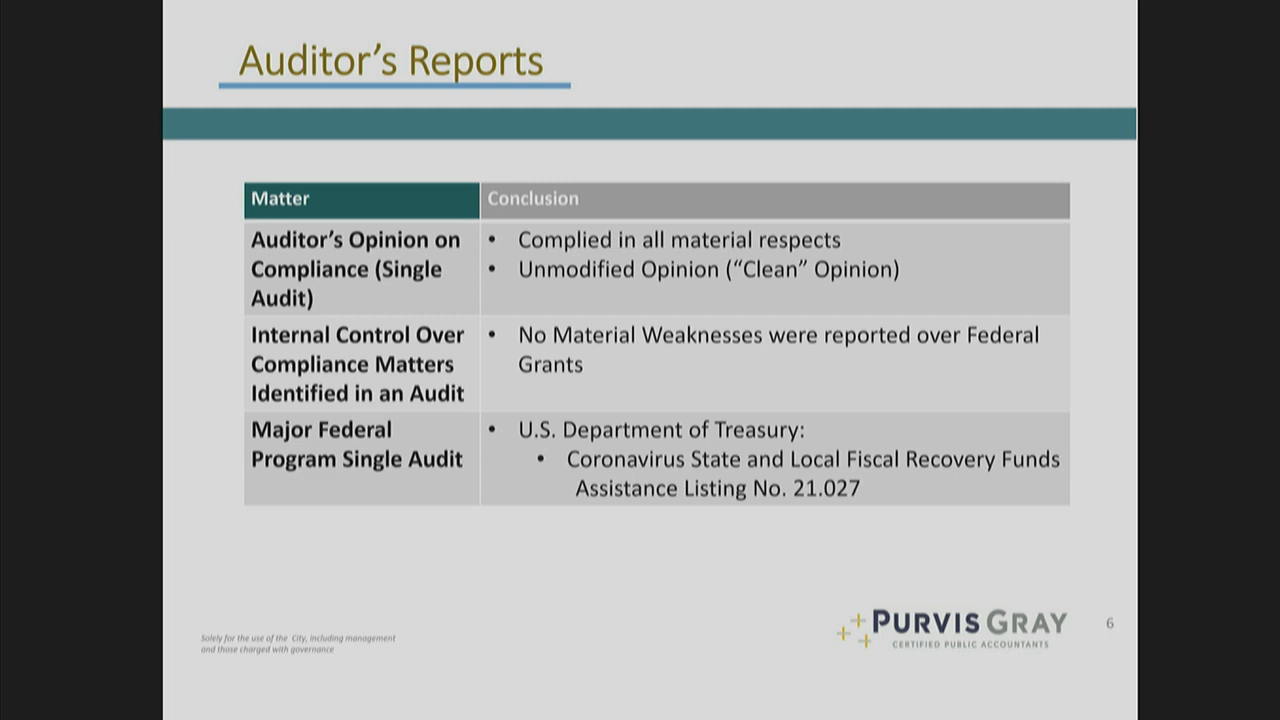 Auditor’s Reports
Matter
Conclusion
Auditor’s Opinion on
Compliance (Single
Audit)
• Complied in all material respects
• Unmodified Opinion (“Clean” Opinion)
Internal Control Over
Compliance Matters
Identified in an Audit
• No Material Weaknesses were reported over Federal
Grants
Major Federal
Program Single Audit
• U.S. Department of Treasury:
• Coronavirus State and Local Fiscal Recovery Funds
Assistance Listing No. 21.027
Solely for the use of the City, including management
and those charged with governance
PURVIS GRAY
CERTIFIED PUBLIC ACCOUNTANTS
6